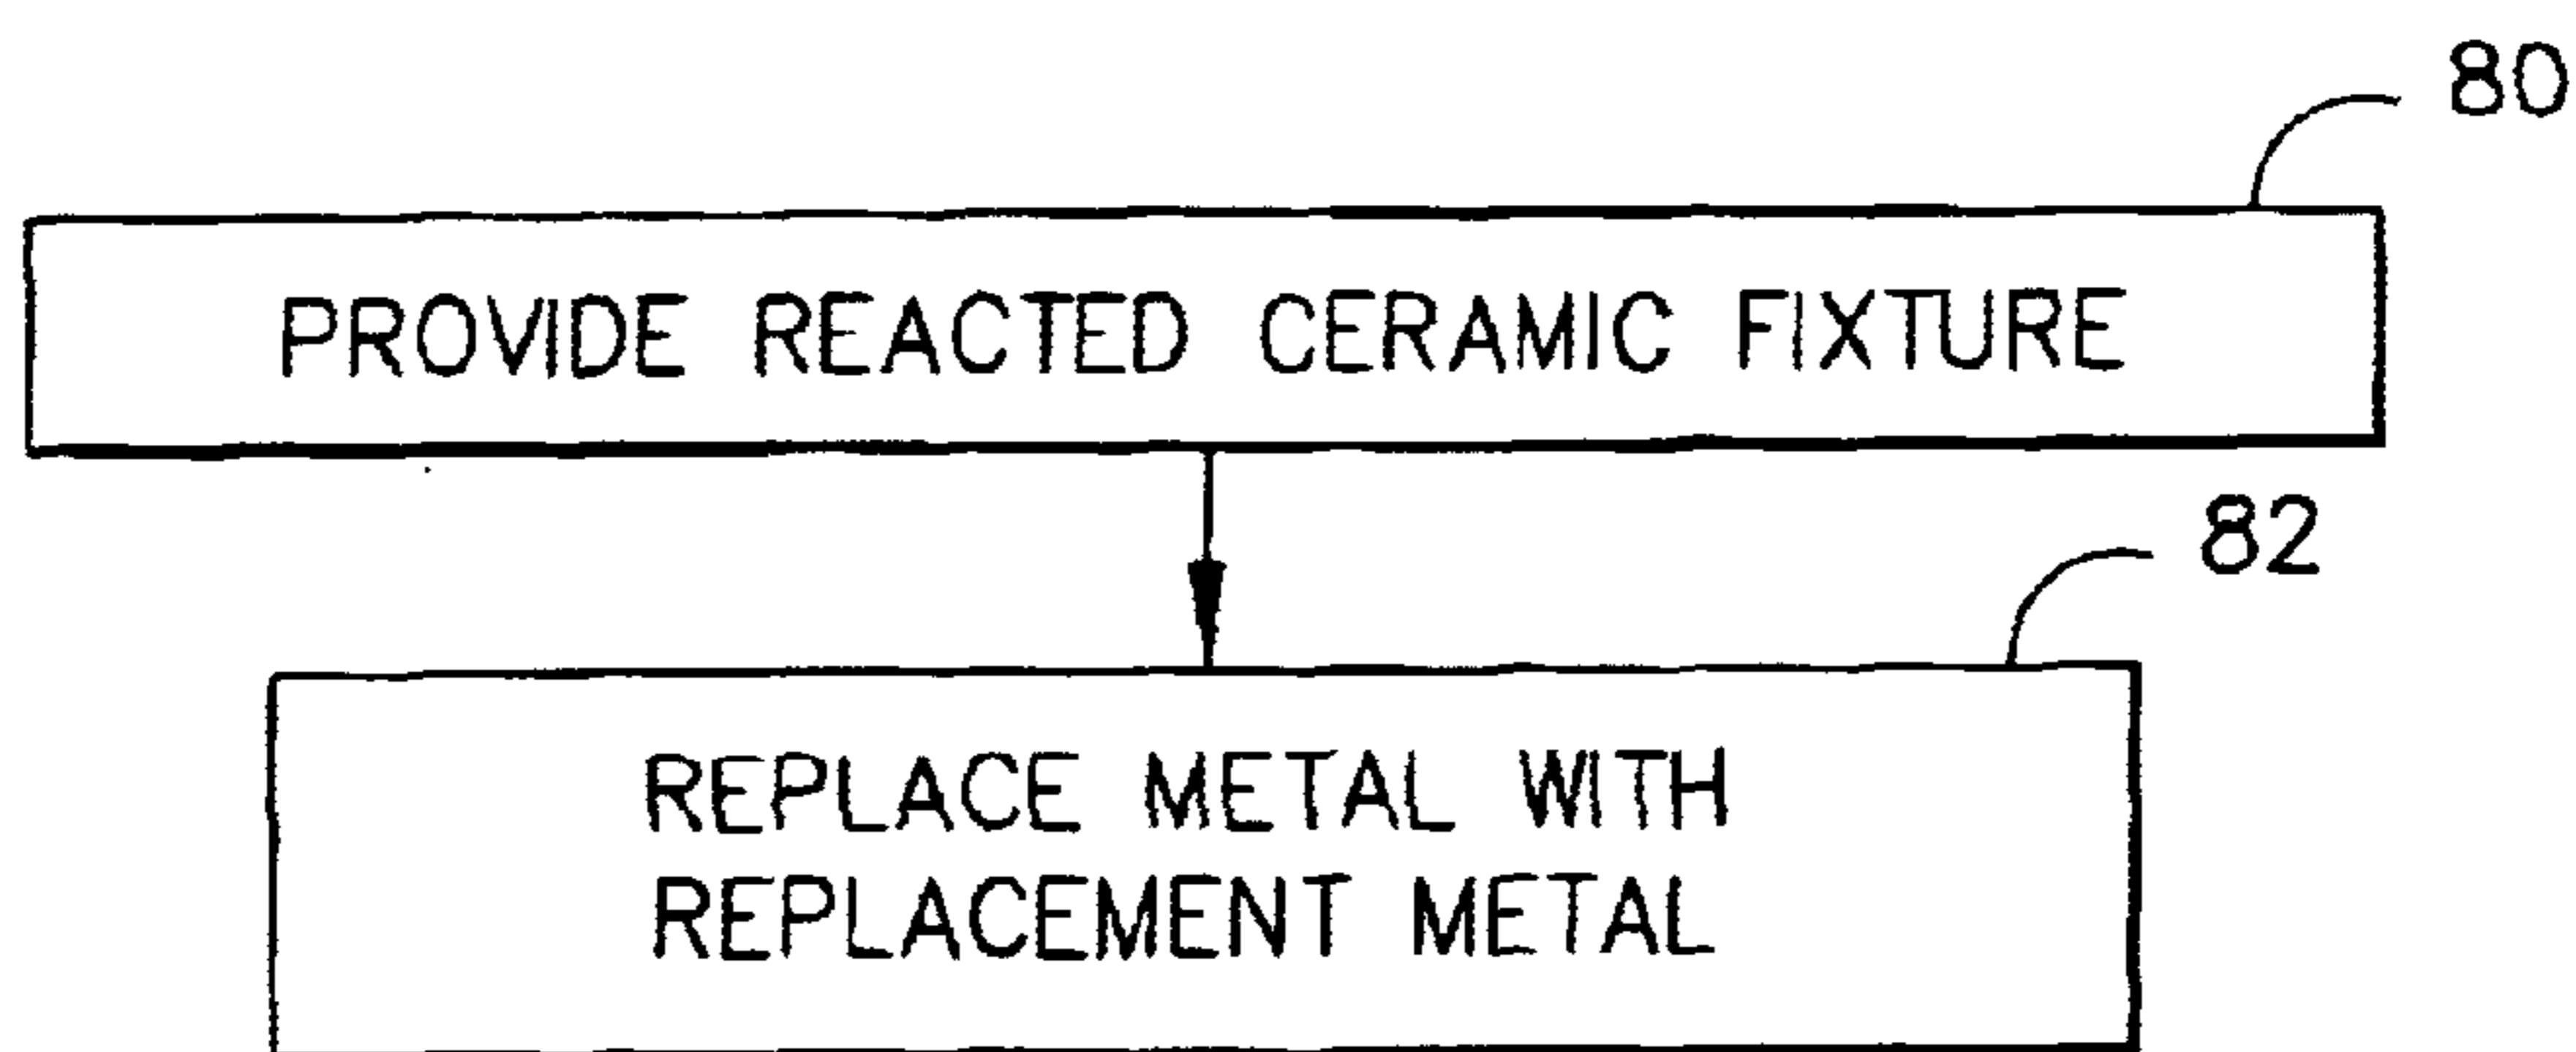 80
PROVIDE REACTED CERAMIC FIXTURE
82
REPLACE METAL WITH
REPLACEMENT METAL